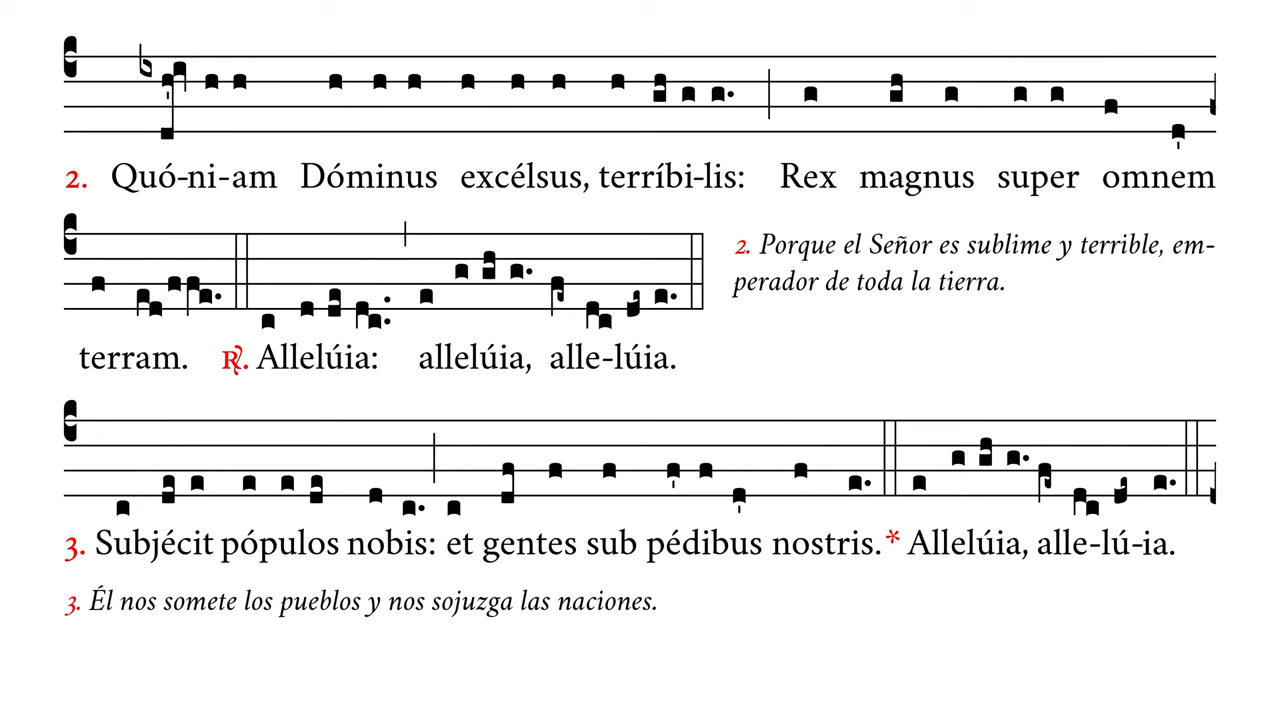 2. Quó-ni-am Dóminus excélsus, terríbi-lis: Rex magnus super omnem
terram. ℟. Allelúia: allelúia, alle-lúia.
2. Porque el Señor es sublime y terrible, em-
perador de toda la tierra.
3. Subjécit pópulos nobis: et gentes sub pédibus nostris.* Allelúia, alle-lú-ia.
3. Él nos somete los pueblos y nos sojuzga las naciones.